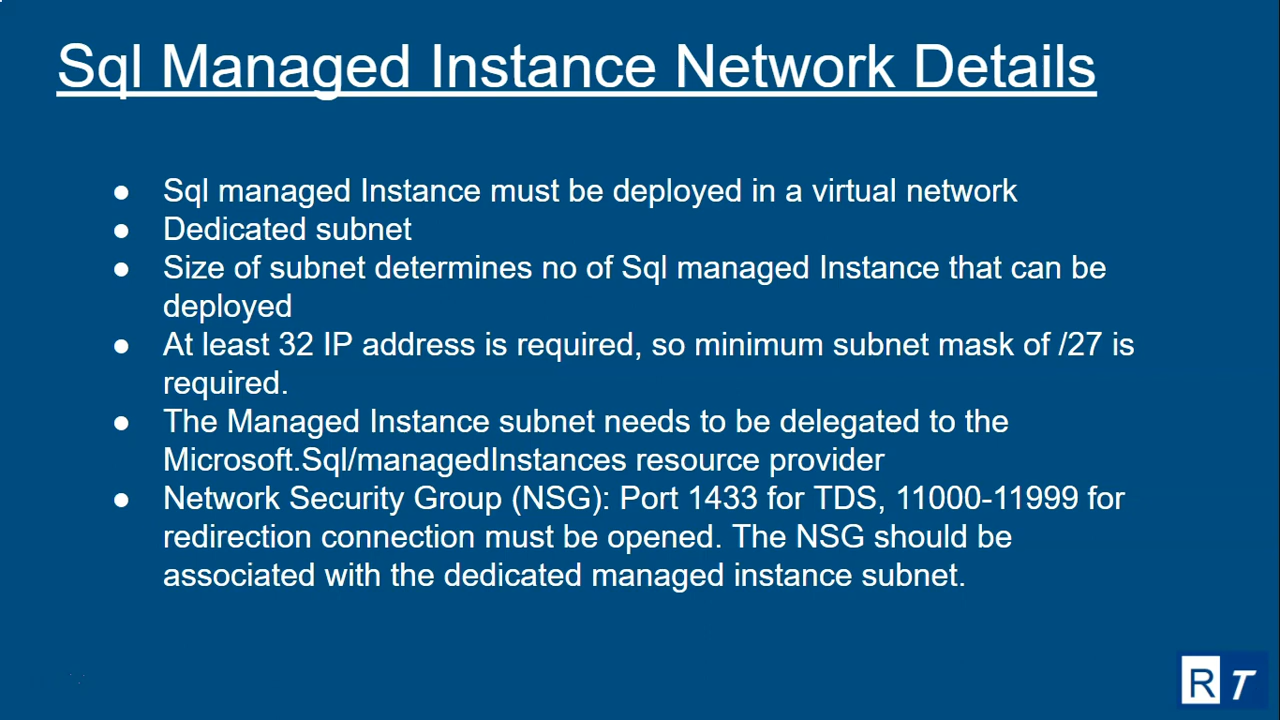 Sql Managed Instance Network Details
● Sql managed Instance must be deployed in a virtual network
● Dedicated subnet
● Size of subnet determines no of Sql managed Instance that can be
deployed
● At least 32 IP address is required, so minimum subnet mask of /27 is
required.
● The Managed Instance subnet needs to be delegated to the
Microsoft.Sql/managedInstances resource provider
● Network Security Group (NSG): Port 1433 for TDS, 11000-11999 for
redirection connection must be opened. The NSG should be
associated with the dedicated managed instance subnet.
R T